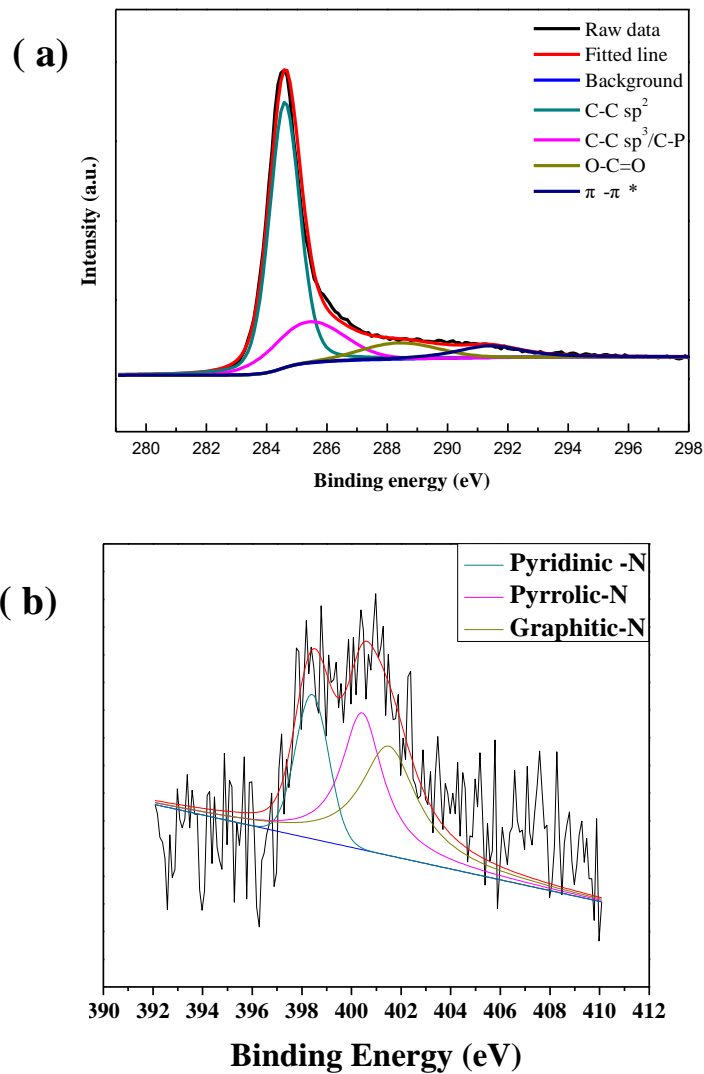 ( a)
Raw data
Fitted line
Background
C-C sp²
C-C sp³/C-P
O-C=O
π -π *
Intensity (a.u.)
280 282 284 286 288 290 292 294 296 298
Binding energy (eV)
( b)
Pyridinic -N
Pyrrolic-N
Graphitic-N
390 392 394 396 398 400 402 404 406 408 410 412
Binding Energy (eV)